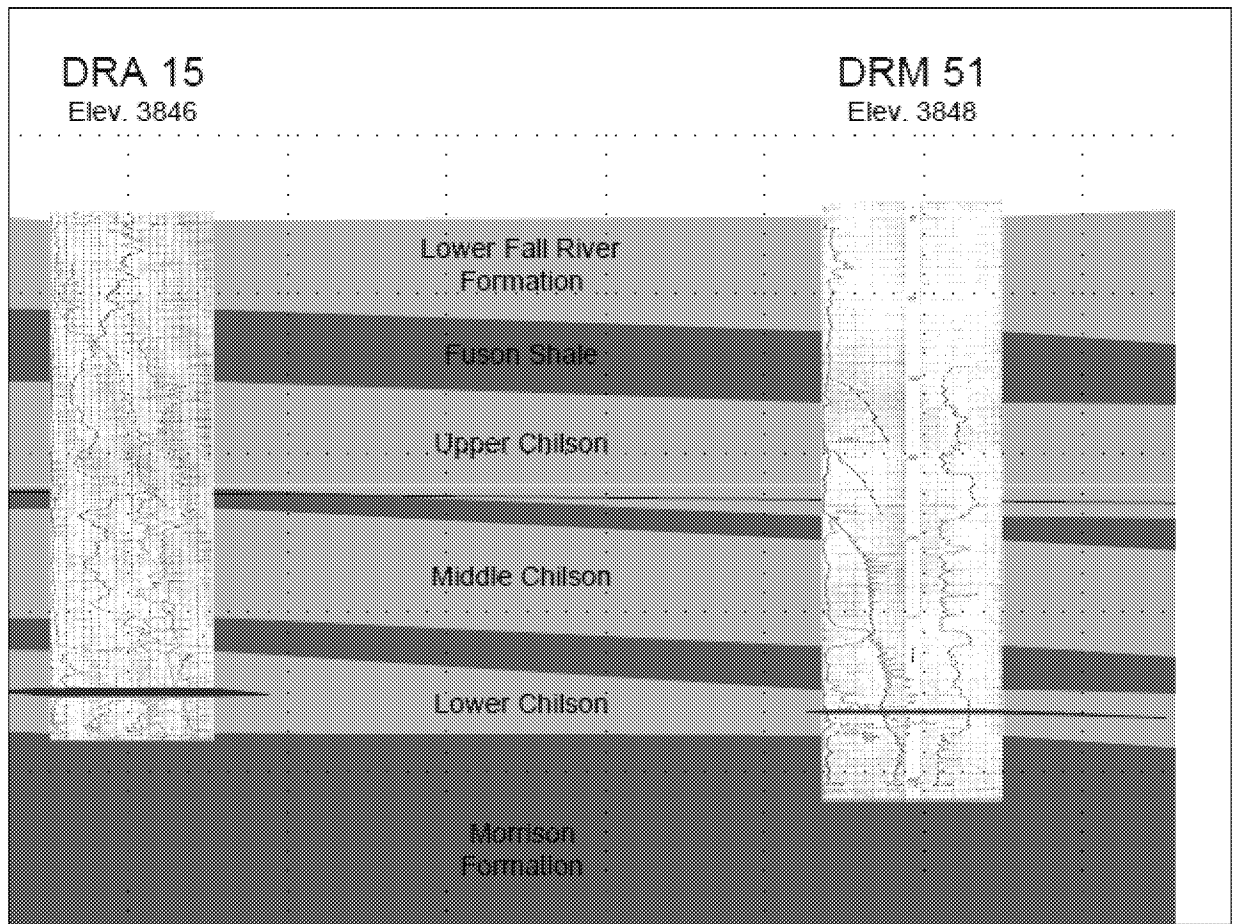 DRA 15
Elev. 3846
DRM 51
Elev. 3848
Lower Fall River
Formation
Fuson Shale
Upper Chilson
Middle Chilson
Lower Chilson
Morrison
Formation